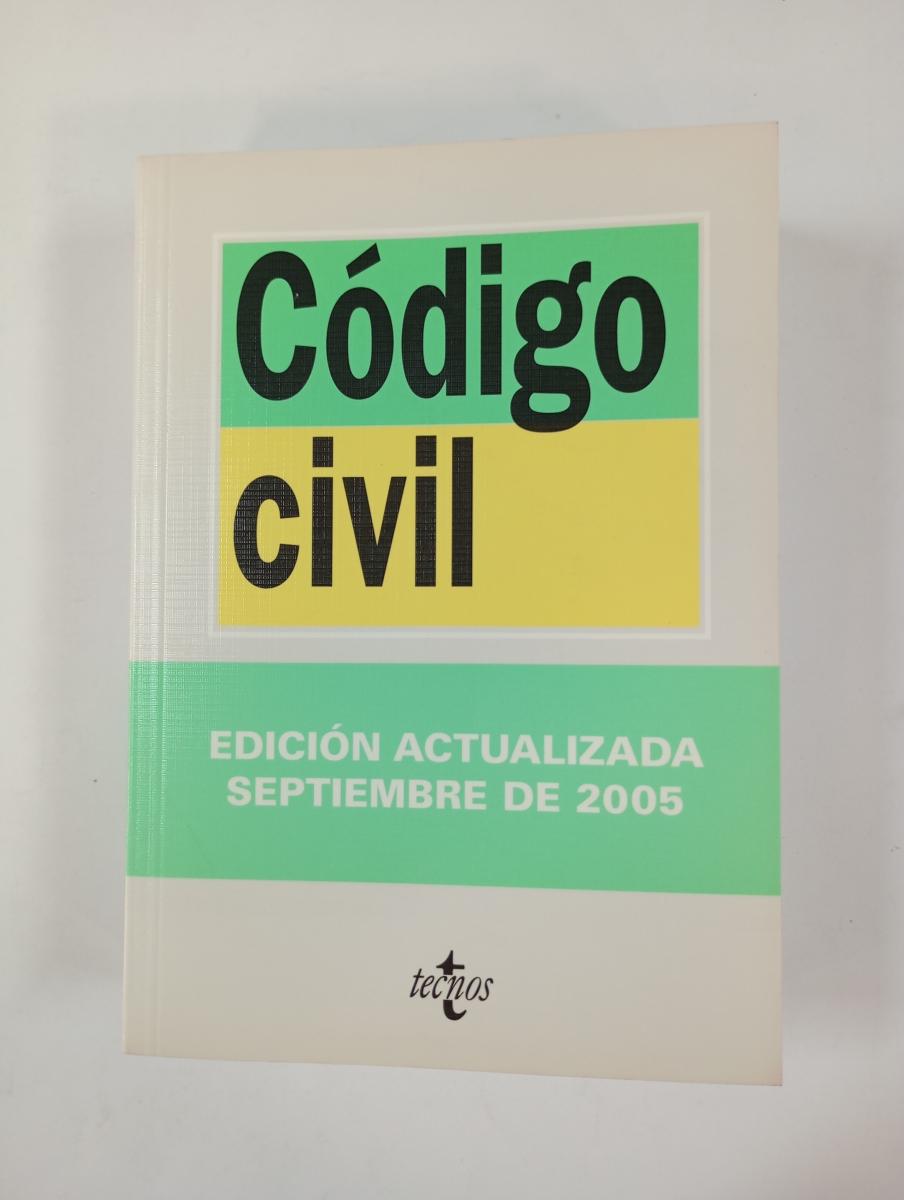 Código
civil
EDICIÓN ACTUALIZADA
SEPTIEMBRE DE 2005
tecnos